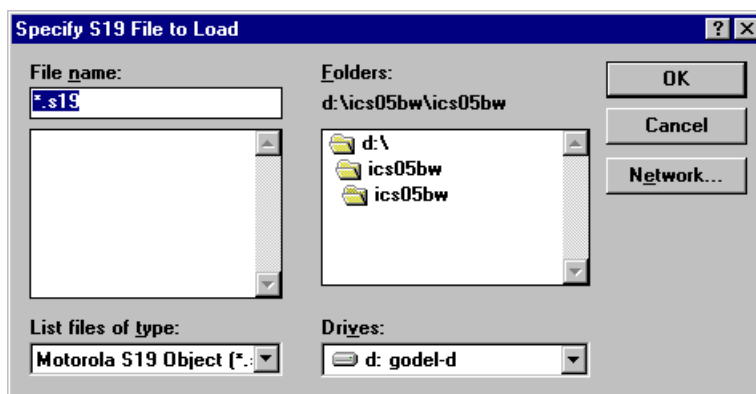 Specify S19 File to Load
File name:
*.s19
Folders:
d:\ics05bw\ics05bw
d:\
ics05bw
ics05bw
OK
Cancel
Network...
List files of type:
Motorola S19 Object (*.s
Drives:
d: godel-d